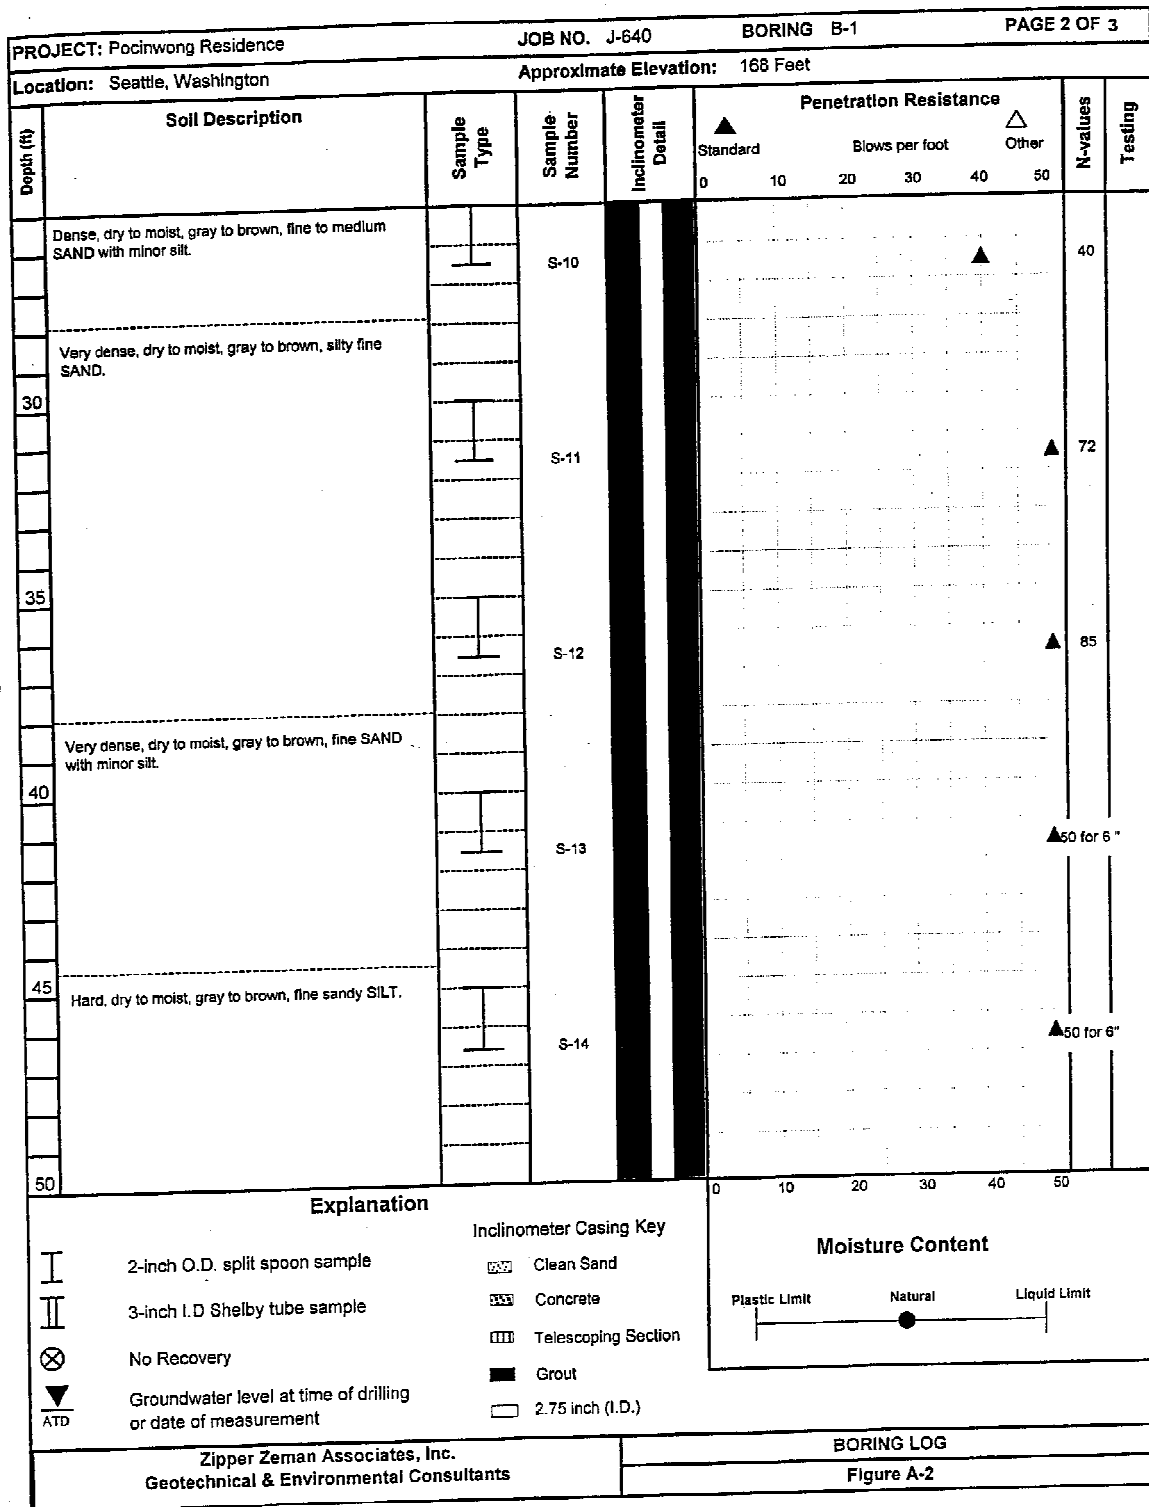 PROJECT: Pocinwong Residence JOB NO. J-640 BORING B-1 PAGE 2 OF 3
Location: Seattle, Washington Approximate Elevation: 168 Feet
Depth (ft)
Soil Description
Sample Type
Sample Number
Inclinometer Detail
Penetration Resistance
Standard Blows per foot Other
0 10 20 30 40 50
N-values
Testing
Dense, dry to moist, gray to brown, fine to medium
SAND with minor silt.
S-10 40
Very dense, dry to moist, gray to brown, silty fine
SAND.
30
S-11 72
35
S-12 85
Very dense, dry to moist, gray to brown, fine SAND
with minor silt.
40
S-13 50 for 6 "
45
Hard, dry to moist, gray to brown, fine sandy SILT.
S-14 50 for 6"
50
0 10 20 30 40 50
Explanation
2-inch O.D. split spoon sample
3-inch I.D Shelby tube sample
No Recovery
ATD
Groundwater level at time of drilling
or date of measurement
Inclinometer Casing Key
Clean Sand
Concrete
Telescoping Section
Grout
2.75 inch (I.D.)
Moisture Content
Plastic Limit Natural Liquid Limit
Zipper Zeman Associates, Inc.
Geotechnical & Environmental Consultants
BORING LOG
Figure A-2